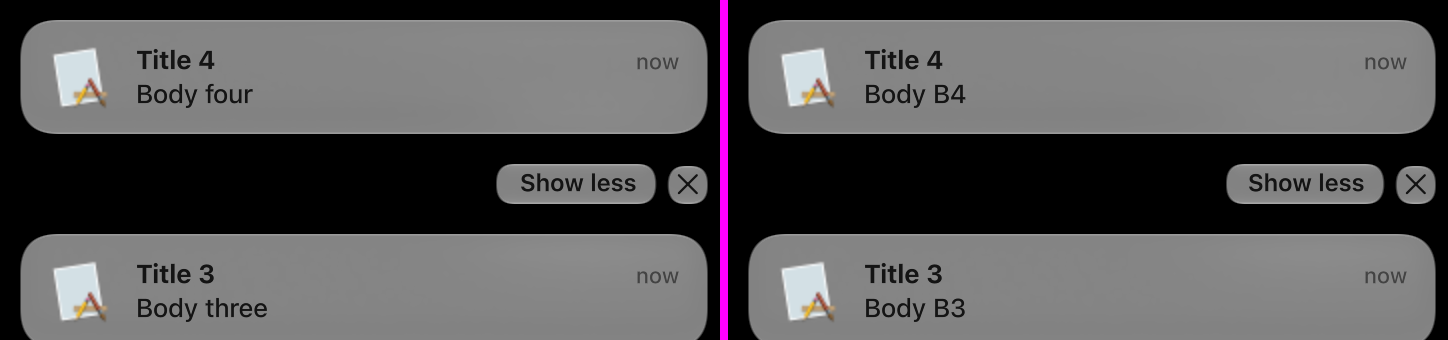 Title 4
now
Body four
Show less
Title 3
now
Body three
Title 4
now
Body B4
Show less
Title 3
now
Body B3